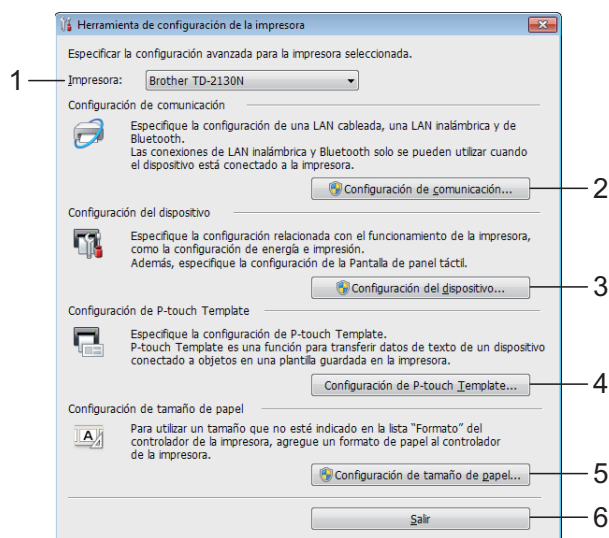 Herramienta de configuración de la impresora
Especificar la configuración avanzada para la impresora seleccionada.
1
Impresora: Brother TD-2130N
Configuración de comunicación
Especifique la configuración de una LAN cableada, una LAN inalámbrica y de
Bluetooth.
Las conexiones de LAN inalámbrica y Bluetooth solo se pueden utilizar cuando
el dispositivo está conectado a la impresora.
Configuración de comunicación...
2
Configuración del dispositivo
Especifique la configuración relacionada con el funcionamiento de la impresora,
como la configuración de energía e impresión.
Además, especifique la configuración de la Pantalla de panel táctil.
Configuración del dispositivo...
3
Configuración de P-touch Template
Especifique la configuración de P-touch Template.
P-touch Template es una función para transferir datos de texto de un dispositivo
conectado a objetos en una plantilla guardada en la impresora.
Configuración de P-touch Template...
4
Configuración de tamaño de papel
A
Para utilizar un tamaño que no esté indicado en la lista "Formato" del
controlador de la impresora, agregue un formato de papel al controlador
de la impresora.
Configuración de tamaño de papel...
5
Salir
6